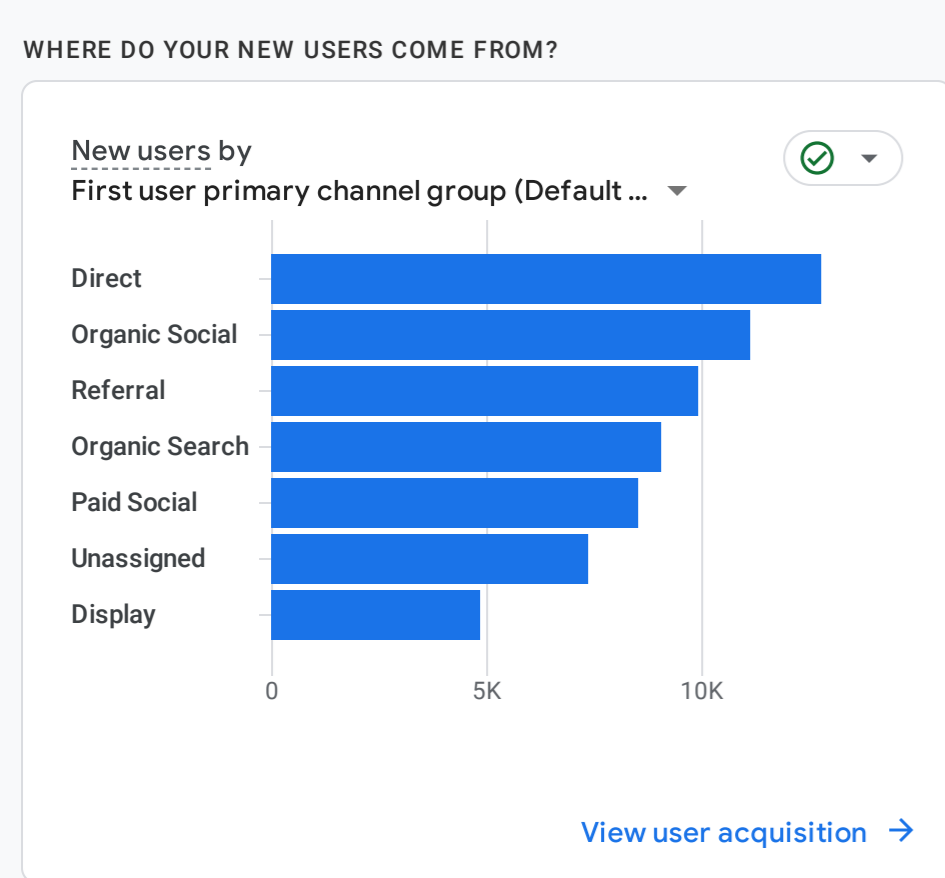 WHERE DO YOUR NEW USERS COME FROM?
New users by
First user primary channel group (Default ...
Direct
Organic Social
Referral
Organic Search
Paid Social
Unassigned
Display
0 5K 10K
View user acquisition